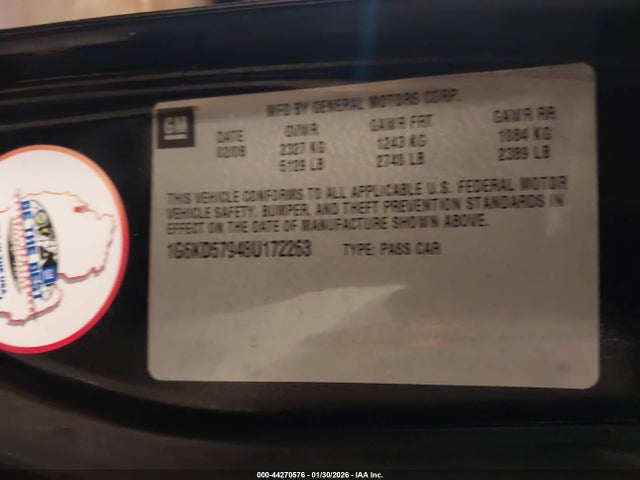 MFD BY GENERAL MOTORS CORP.
GM
DATE GVWR GAWR FRT GAWR RR
02/08 2327 KG 1243 KG 1084 KG
5129 LB 2740 LB 2389 LB
THIS VEHICLE CONFORMS TO ALL APPLICABLE U.S. FEDERAL MOTOR
VEHICLE SAFETY, BUMPER, AND THEFT PREVENTION STANDARDS IN
EFFECT ON THE DATE OF MANUFACTURE SHOWN ABOVE.
1G6KD57948U172263 TYPE: PASS CAR
BE THE BEST
000-44270576 - 01/30/2026 - IAA Inc.